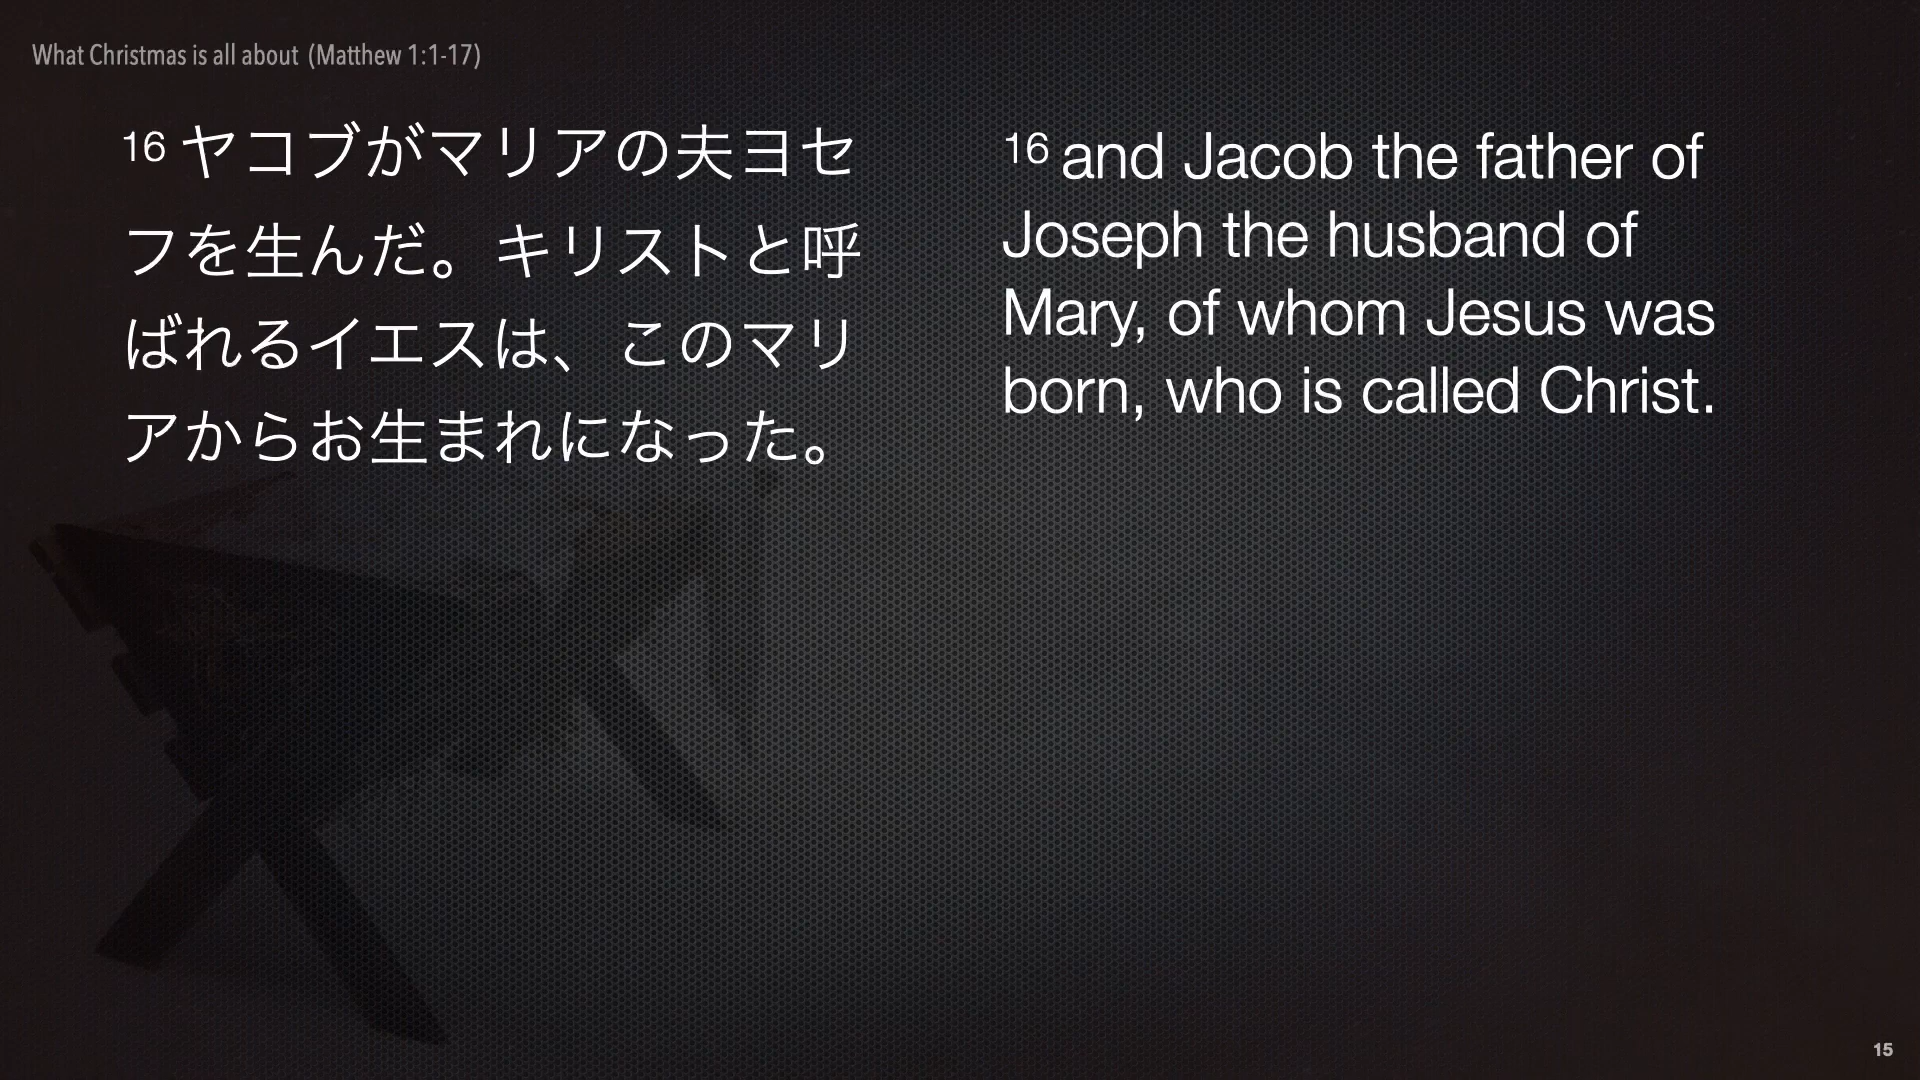 What Christmas is all about (Matthew 1:1-17)
16 ヤコブがマリアの夫ヨセ
フを生んだ。キリストと呼
ばれるイエスは、このマリ
アからお生まれになった。
16 and Jacob the father of
Joseph the husband of
Mary, of whom Jesus was
born, who is called Christ.
15